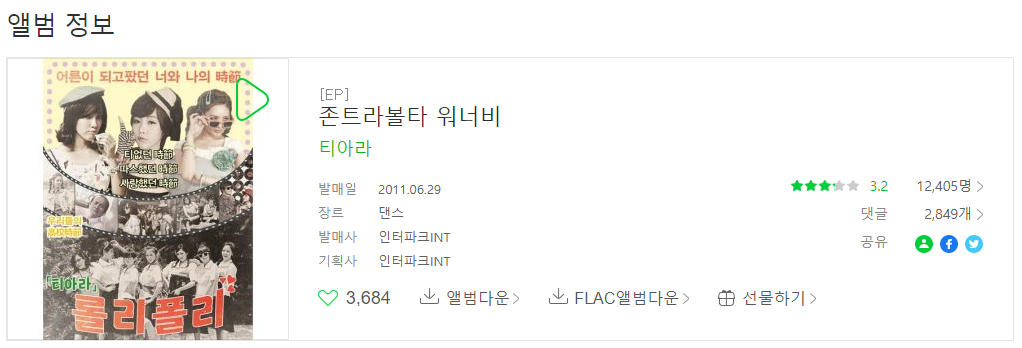 앨범 정보
어른이 되고팠던 너와 나의 時節
티없던 時節
따스했던 時節
사랑했던 時節
우리들의
高校時節
「티아라」
롤리폴리
[EP]
존트라볼타 워너비
티아라
발매일 2011.06.29
장르 댄스
발매사 인터파크INT
기획사 인터파크INT
3.2 12,405명
댓글 2,849개
공유
3,684 앨범다운 FLAC앨범다운 선물하기